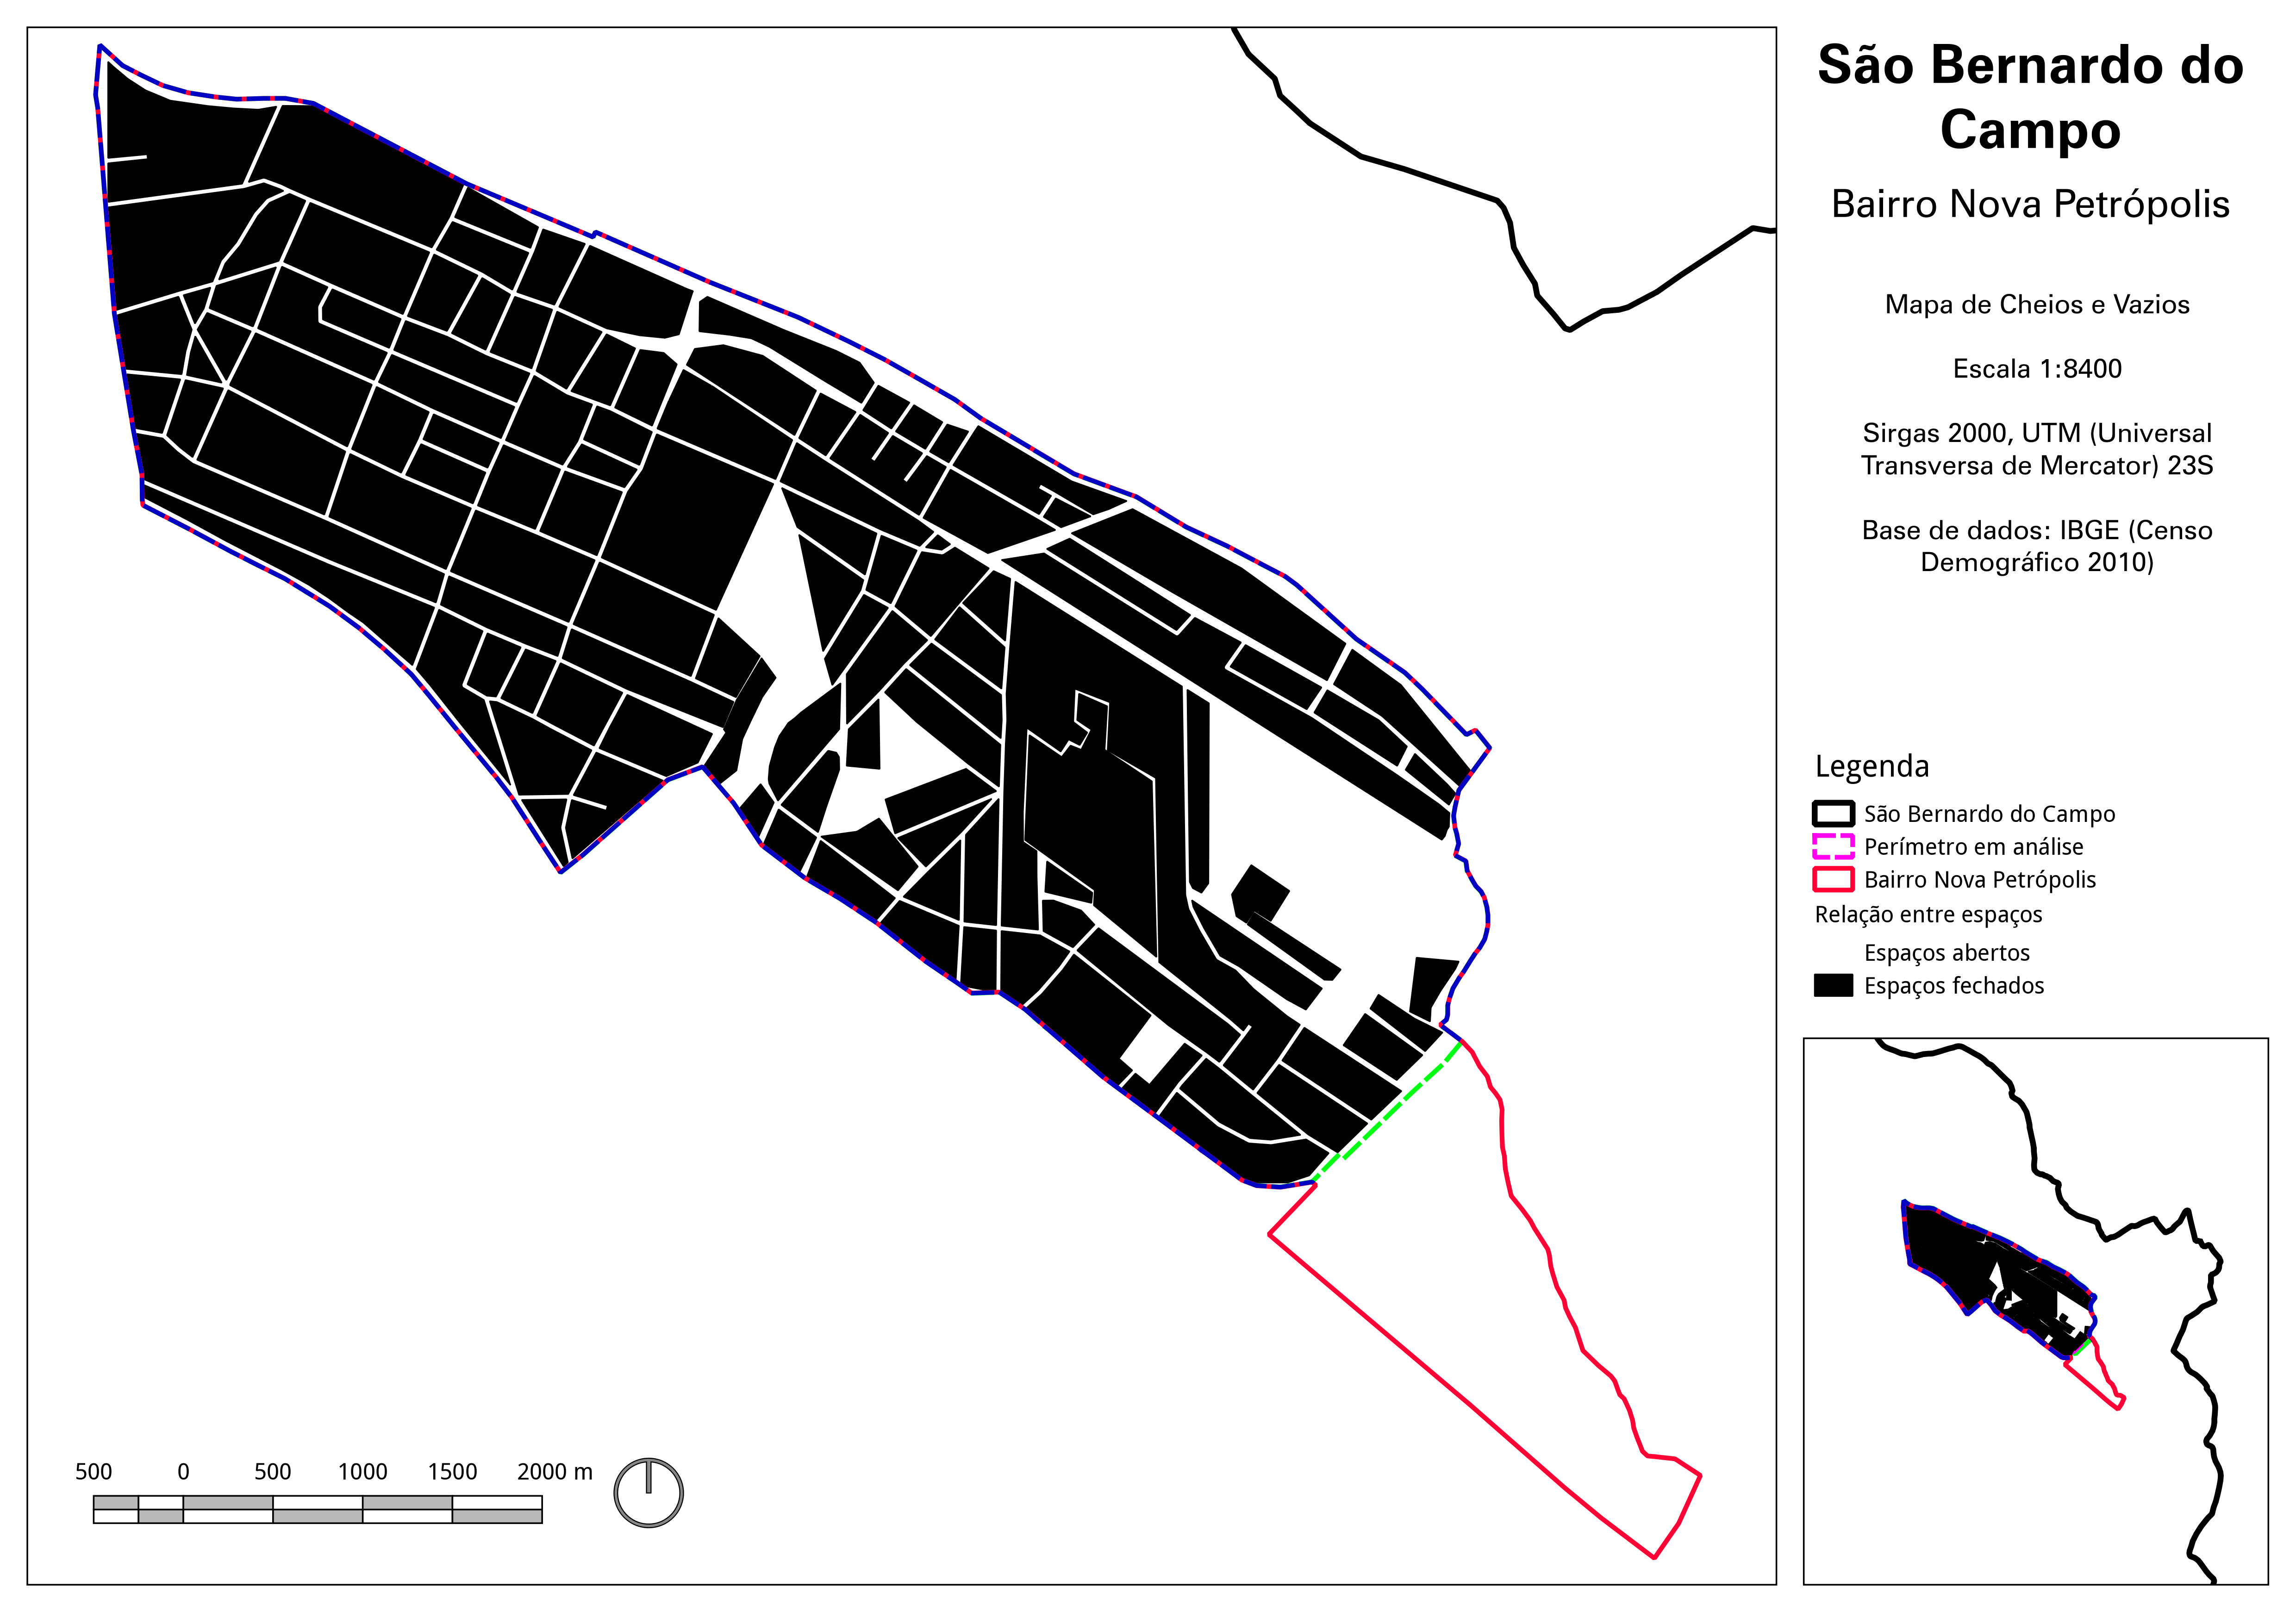 São Bernardo do
Campo
Bairro Nova Petrópolis
Mapa de Cheios e Vazios
Escala 1:8400
Sirgas 2000, UTM (Universal
Transversa de Mercator) 23S
Base de dados: IBGE (Censo
Demográfico 2010)
Legenda
São Bernardo do Campo
Perímetro em análise
Bairro Nova Petrópolis
Relação entre espaços
Espaços abertos
Espaços fechados
500 0 500 1000 1500 2000 m